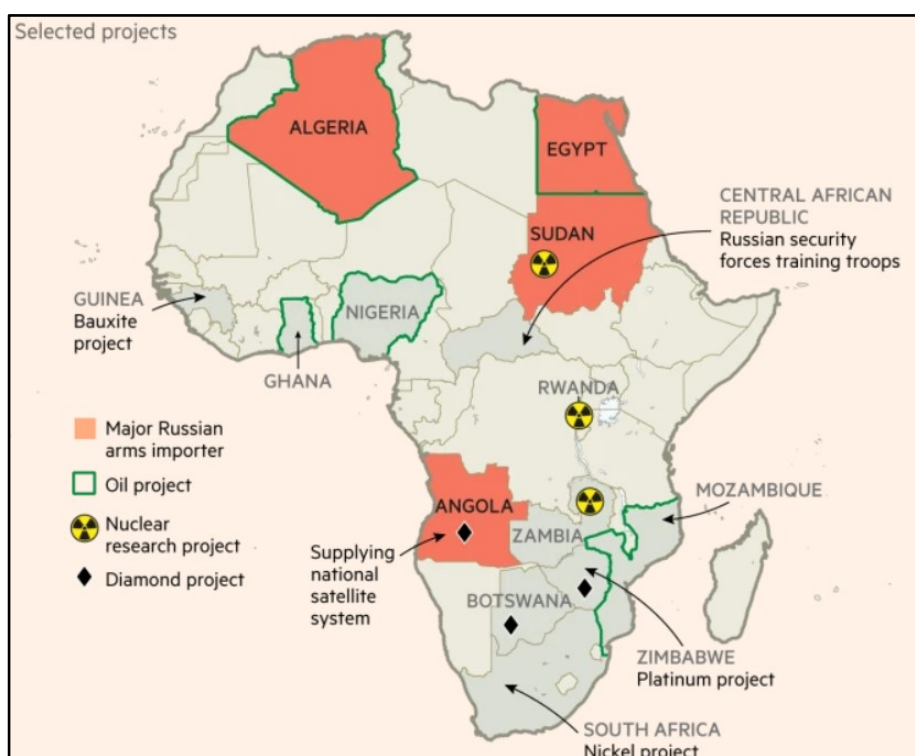 Selected projects
ALGERIA
EGYPT
SUDAN
CENTRAL AFRICAN
REPUBLIC
Russian security
forces training troops
GUINEA
Bauxite
project
NIGERIA
GHANA
RWANDA
Major Russian
arms importer
Oil project
Nuclear
research project
Diamond project
ANGOLA
Supplying
national
satellite
system
ZAMBIA
MOZAMBIQUE
BOTSWANA
ZIMBABWE
Platinum project
SOUTH AFRICA
Nickel project